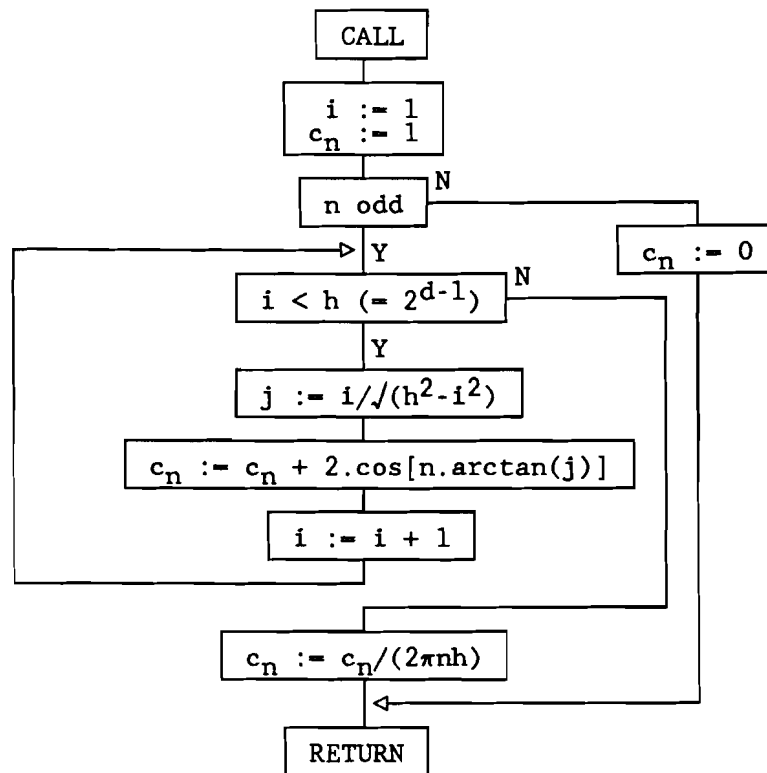 CALL
i := 1
cn := 1
n odd
N
Y
cn := 0
i < h (= 2^d-1)
N
Y
j := i/√(h²-i²)
cn := cn + 2.cos[n.arctan(j)]
i := i + 1
cn := cn/(2πnh)
RETURN